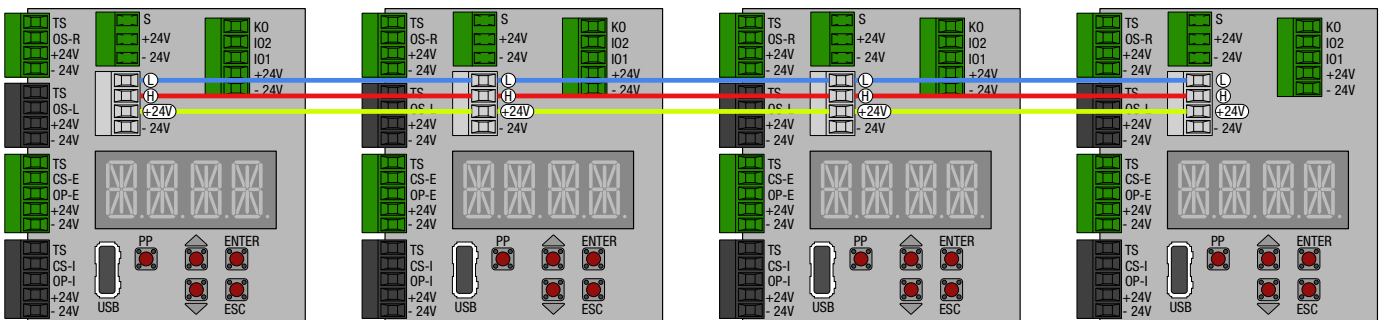 TS
OS-R
+24V
- 24V
S
+24V
- 24V
KO
IO2
IO1
+24V
- 24V
L
H
+24V
- 24V
TS
OS-L
+24V
- 24V
TS
CS-E
OP-E
+24V
- 24V
TS
CS-I
OP-I
+24V
- 24V
PP
ENTER
USB
ESC
TS
OS-R
+24V
- 24V
S
+24V
- 24V
KO
IO2
IO1
+24V
- 24V
L
H
+24V
- 24V
TS
OS-L
+24V
- 24V
TS
CS-E
OP-E
+24V
- 24V
TS
CS-I
OP-I
+24V
- 24V
PP
ENTER
USB
ESC
TS
OS-R
+24V
- 24V
S
+24V
- 24V
KO
IO2
IO1
+24V
- 24V
L
H
+24V
- 24V
TS
OS-L
+24V
- 24V
TS
CS-E
OP-E
+24V
- 24V
TS
CS-I
OP-I
+24V
- 24V
PP
ENTER
USB
ESC
TS
OS-R
+24V
- 24V
S
+24V
- 24V
KO
IO2
IO1
+24V
- 24V
L
H
+24V
- 24V
TS
OS-L
+24V
- 24V
TS
CS-E
OP-E
+24V
- 24V
TS
CS-I
OP-I
+24V
- 24V
PP
ENTER
USB
ESC